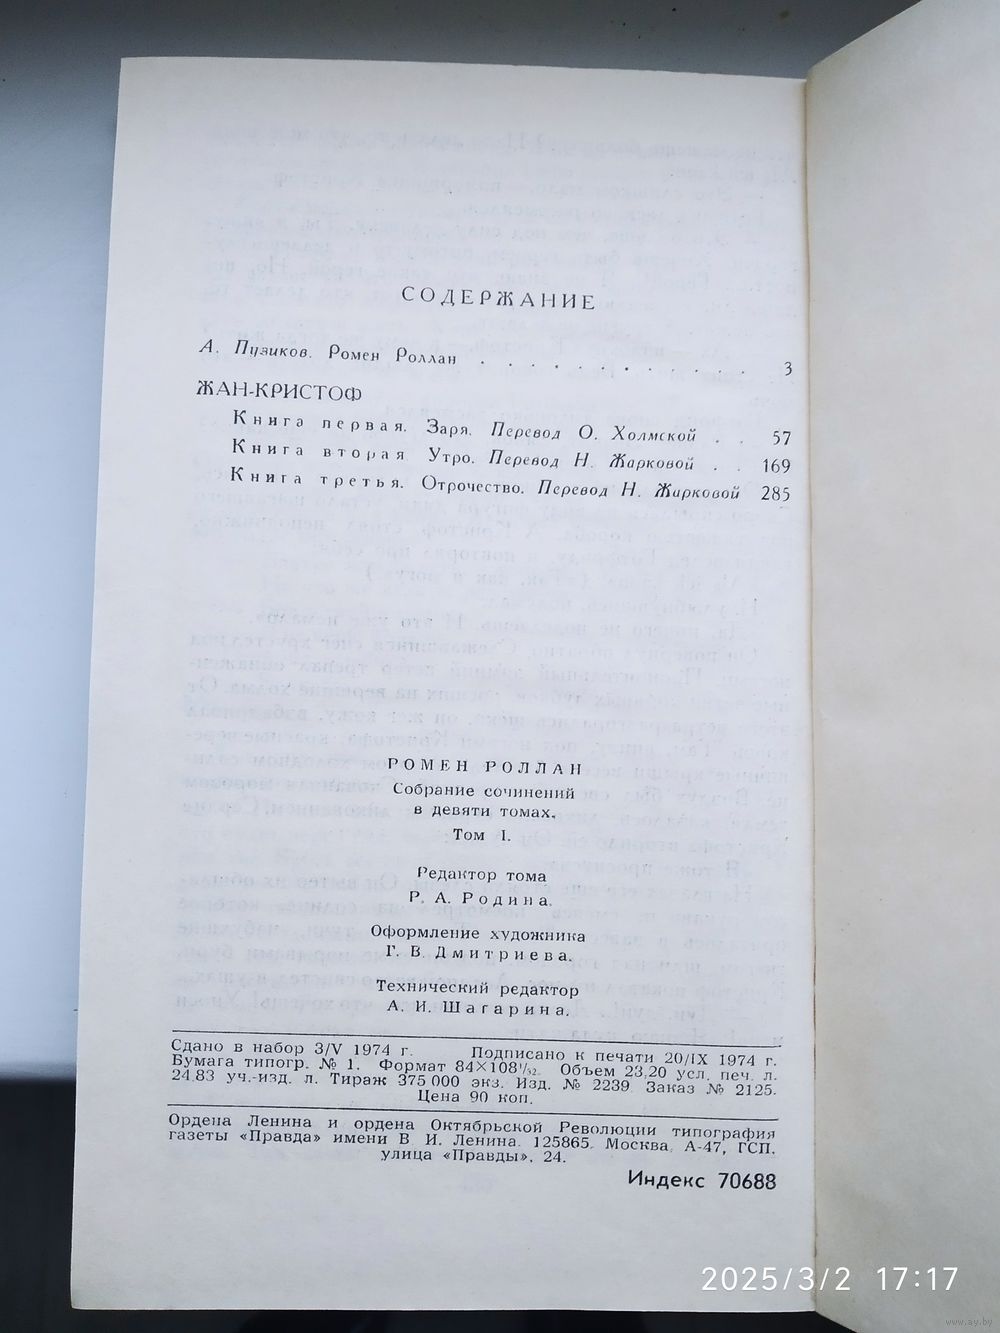 СОДЕРЖАНИЕ
А. Пузиков. Ромен Роллан . . . . . . . . . . . . 3
ЖАН-КРИСТОФ
Книга первая. Заря. Перевод О. Холмской . . 57
Книга вторая Утро. Перевод Н. Жарковой . . 169
Книга третья. Отрочество. Перевод Н. Жарковой 285
РОМЕН РОЛЛАН
Собрание сочинений
в девяти томах.
Том I.
Редактор тома
Р. А. Родина.
Оформление художника
Г. В. Дмитриева.
Технический редактор
А. И. Шагарина.
Сдано в набор 3/V 1974 г. Подписано к печати 20/IX 1974 г.
Бумага типогр. № 1. Формат 84×108¹/₃₂. Объем 23,20 усл. печ. л.
24,83 уч.-изд. л. Тираж 375 000 экз. Изд. № 2239. Заказ № 2125.
Цена 90 коп.
Ордена Ленина и ордена Октябрьской Революции типография
газеты «Правда» имени В. И. Ленина. 125865. Москва, А-47, ГСП,
улица «Правды», 24.
Индекс 70688
2025/3/2 17:17
www.ay.by